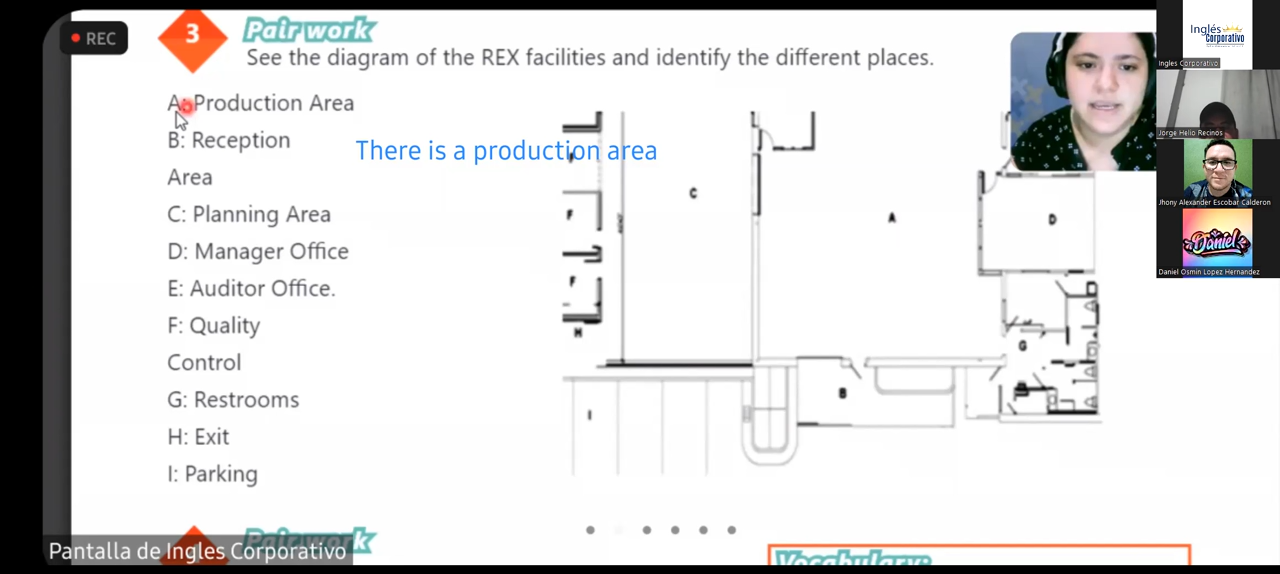 REC
3
Pair work
See the diagram of the REX facilities and identify the different places.
A: Production Area
B: Reception
Area
C: Planning Area
D: Manager Office
E: Auditor Office.
F: Quality
Control
G: Restrooms
H: Exit
I: Parking
There is a production area
F
F
H
I
C
A
B
D
G
Pair work
Vocabulary:
Pantalla de Ingles Corporativo
Inglés
Corporativo
Ingles Corporativo
Jorge Helio Recinos
Jhony Alexander Escobar Calderon
Daniel
Daniel Osmin Lopez Hernandez